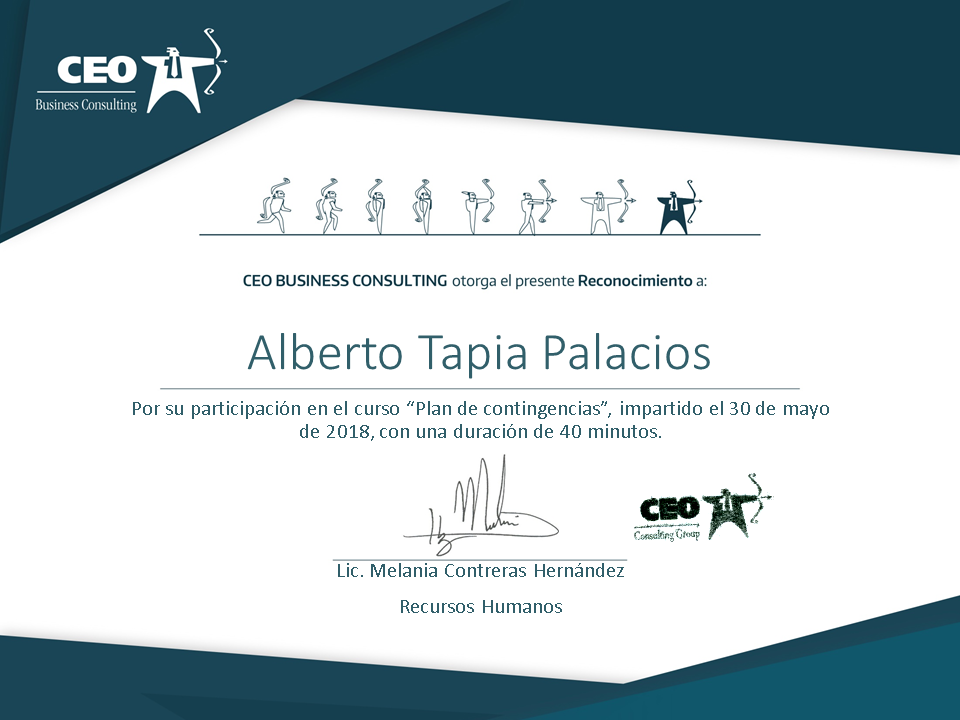 CEO
Business Consulting
CEO BUSINESS CONSULTING otorga el presente Reconocimiento a:
Alberto Tapia Palacios
Por su participación en el curso “Plan de contingencias”, impartido el 30 de mayo
de 2018, con una duración de 40 minutos.
CEO
Consulting Group
Lic. Melania Contreras Hernández
Recursos Humanos